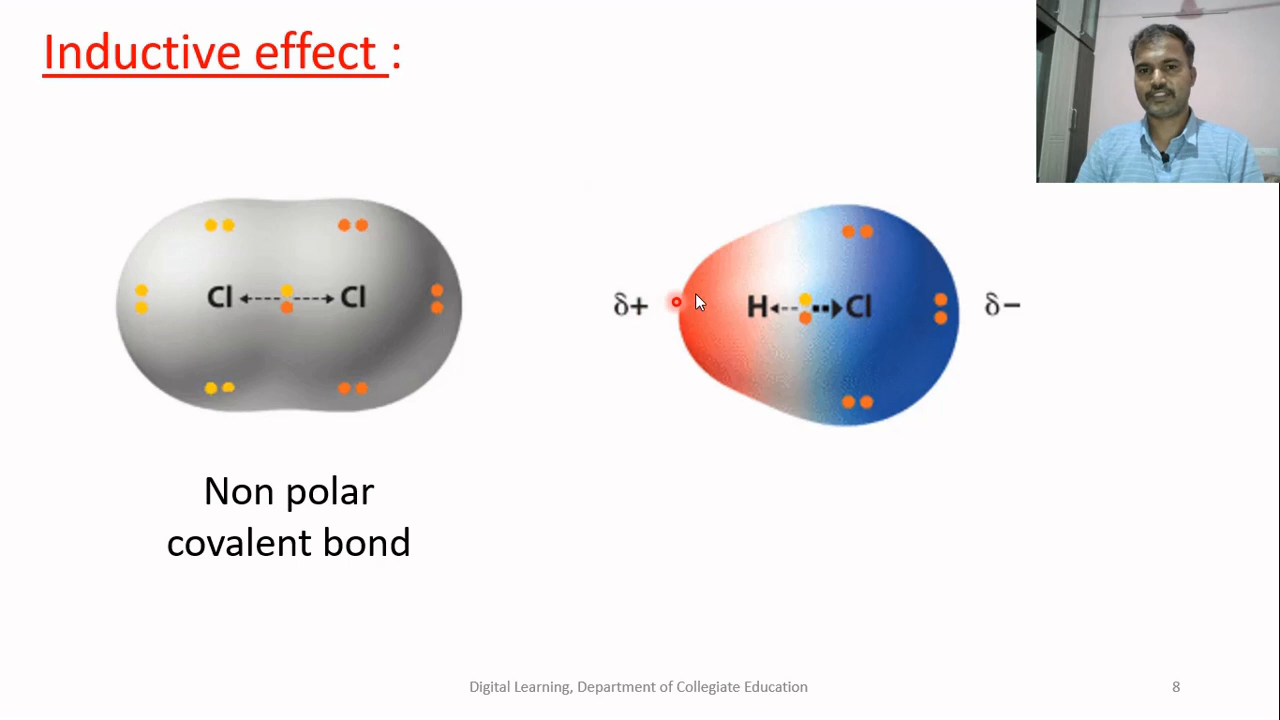 Inductive effect :
Cl Cl
δ+ H Cl δ−
Non polar
covalent bond
Digital Learning, Department of Collegiate Education 8